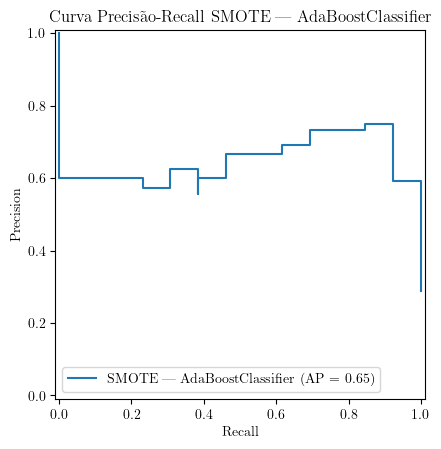 Curva Precisão-Recall SMOTE — AdaBoostClassifier
1.0
0.8
0.6
0.4
0.2
0.0
Precision
SMOTE — AdaBoostClassifier (AP = 0.65)
0.0 0.2 0.4 0.6 0.8 1.0
Recall